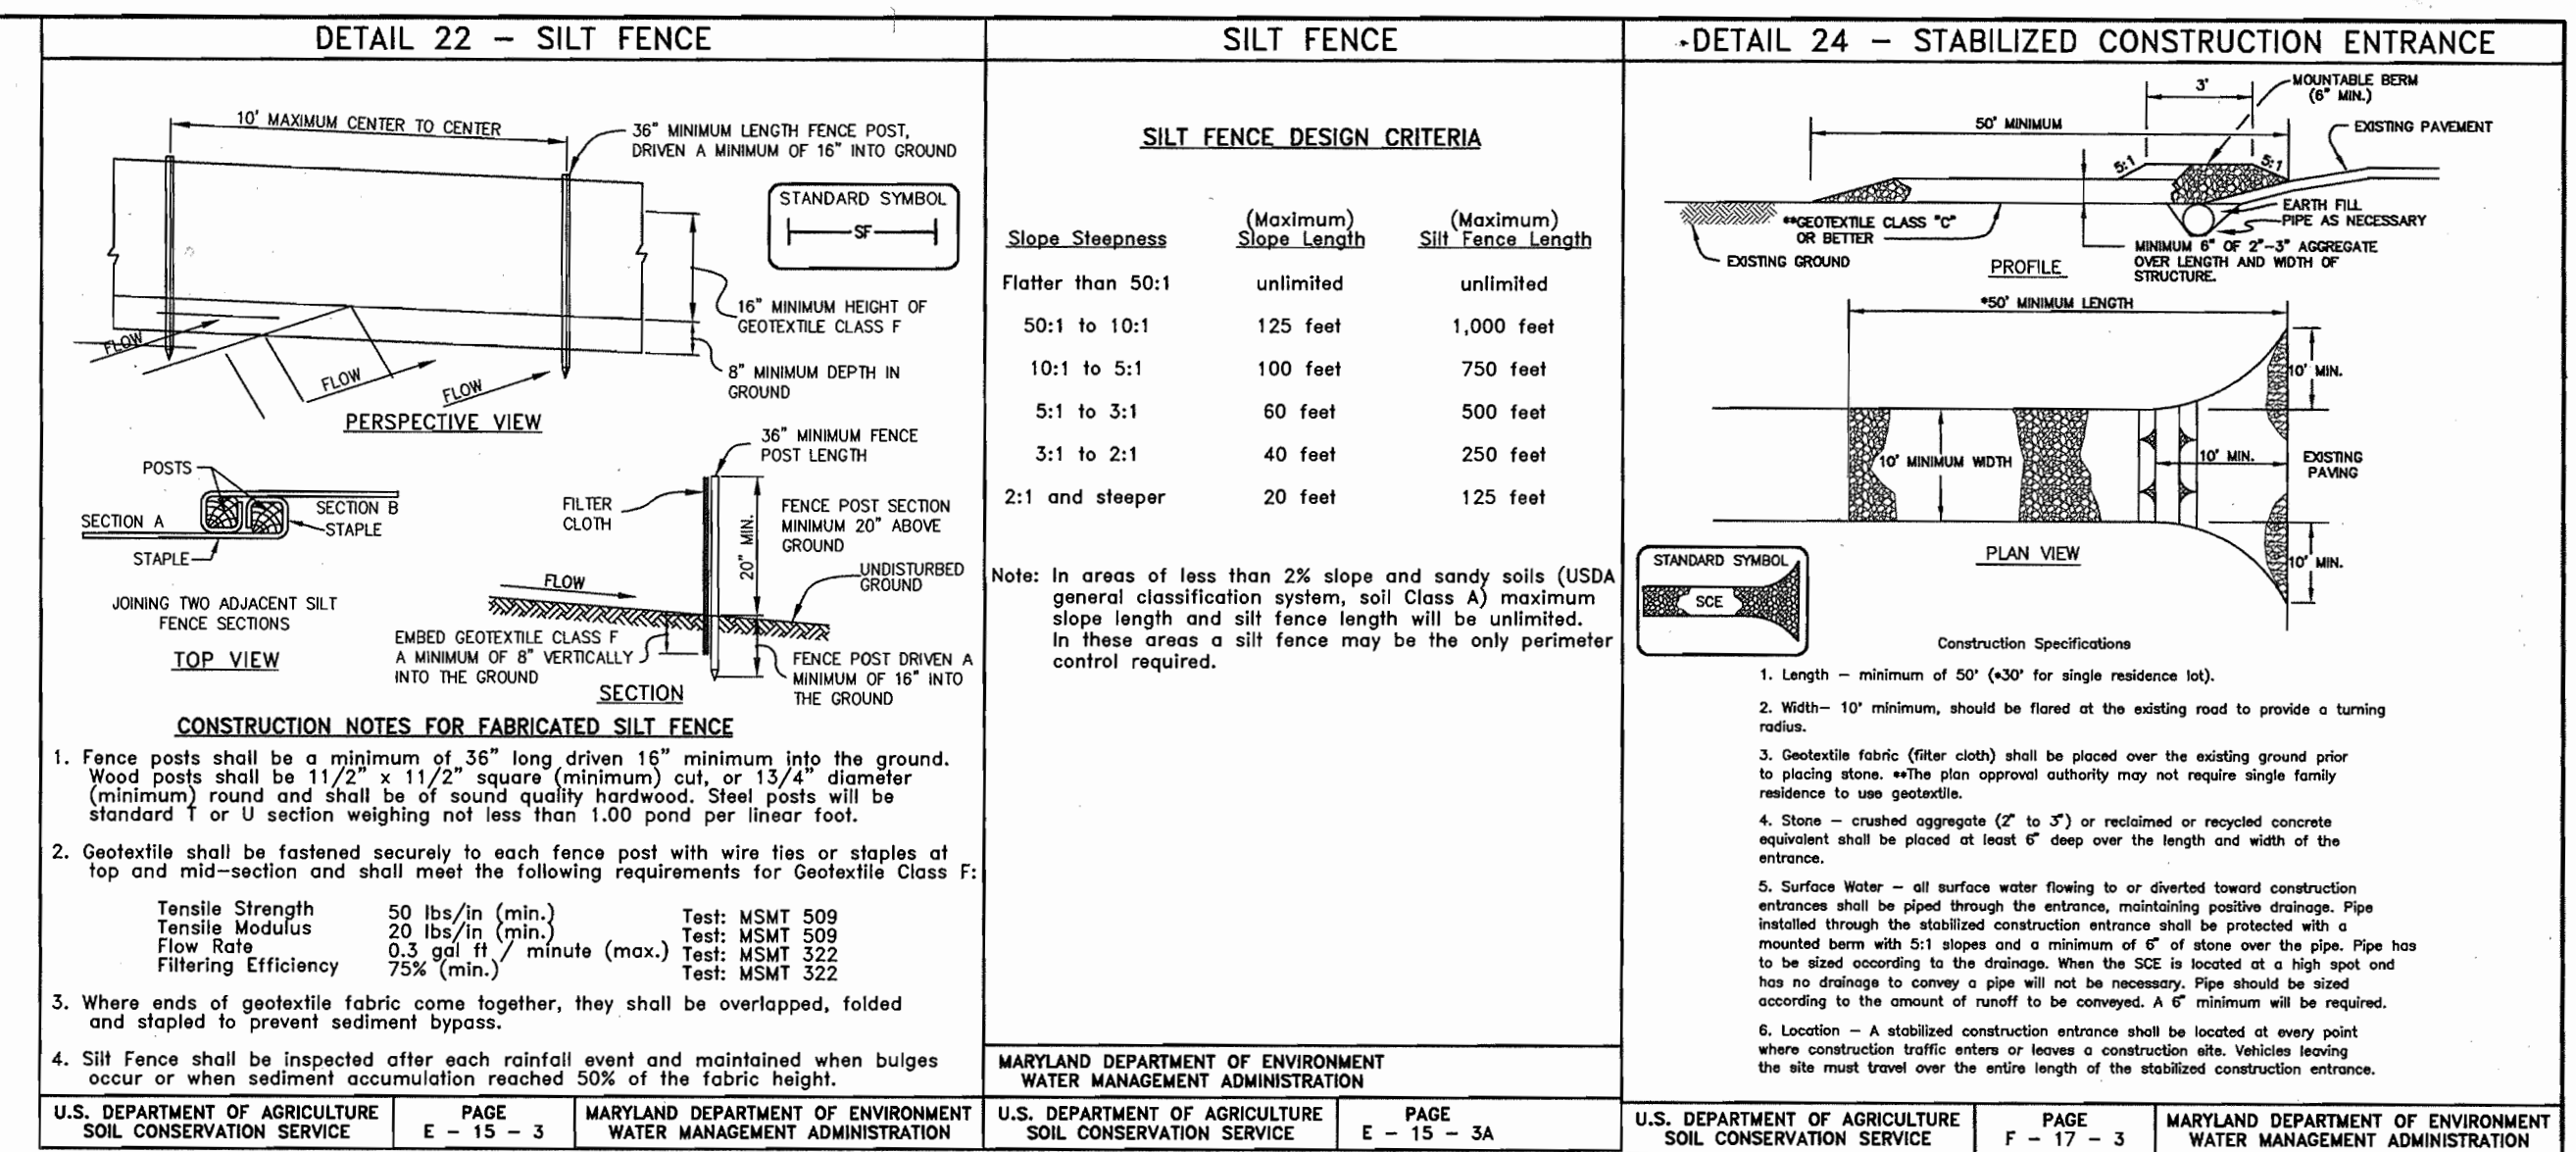 DETAIL 22 – SILT FENCE
10' MAXIMUM CENTER TO CENTER
36" MINIMUM LENGTH FENCE POST,
DRIVEN A MINIMUM OF 16" INTO GROUND
STANDARD SYMBOL
SF
16" MINIMUM HEIGHT OF
GEOTEXTILE CLASS F
8" MINIMUM DEPTH IN
GROUND
FLOW
FLOW
FLOW
PERSPECTIVE VIEW
36" MINIMUM FENCE
POST LENGTH
POSTS
SECTION A
SECTION B
STAPLE
STAPLE
JOINING TWO ADJACENT SILT
FENCE SECTIONS
TOP VIEW
FILTER
CLOTH
20" MIN.
FENCE POST SECTION
MINIMUM 20" ABOVE
GROUND
UNDISTURBED
GROUND
FLOW
EMBED GEOTEXTILE CLASS F
A MINIMUM OF 8" VERTICALLY
INTO THE GROUND
FENCE POST DRIVEN A
MINIMUM OF 16" INTO
THE GROUND
SECTION
CONSTRUCTION NOTES FOR FABRICATED SILT FENCE
1. Fence posts shall be a minimum of 36" long driven 16" minimum into the ground.
Wood posts shall be 11/2" x 11/2" square (minimum) cut, or 13/4" diameter
(minimum) round and shall be of sound quality hardwood. Steel posts will be
standard T or U section weighing not less than 1.00 pond per linear foot.
2. Geotextile shall be fastened securely to each fence post with wire ties or staples at
top and mid–section and shall meet the following requirements for Geotextile Class F:
Tensile Strength 50 lbs/in (min.) Test: MSMT 509
Tensile Modulus 20 lbs/in (min.) Test: MSMT 509
Flow Rate 0.3 gal ft / minute (max.) Test: MSMT 322
Filtering Efficiency 75% (min.) Test: MSMT 322
3. Where ends of geotextile fabric come together, they shall be overlapped, folded
and stapled to prevent sediment bypass.
4. Silt Fence shall be inspected after each rainfall event and maintained when bulges
occur or when sediment accumulation reached 50% of the fabric height.
U.S. DEPARTMENT OF AGRICULTURE
SOIL CONSERVATION SERVICE
PAGE
E – 15 – 3
MARYLAND DEPARTMENT OF ENVIRONMENT
WATER MANAGEMENT ADMINISTRATION
SILT FENCE
SILT FENCE DESIGN CRITERIA
(Maximum) (Maximum)
Slope Steepness Slope Length Silt Fence Length
Flatter than 50:1 unlimited unlimited
50:1 to 10:1 125 feet 1,000 feet
10:1 to 5:1 100 feet 750 feet
5:1 to 3:1 60 feet 500 feet
3:1 to 2:1 40 feet 250 feet
2:1 and steeper 20 feet 125 feet
Note: In areas of less than 2% slope and sandy soils (USDA
general classification system, soil Class A) maximum
slope length and silt fence length will be unlimited.
In these areas a silt fence may be the only perimeter
control required.
MARYLAND DEPARTMENT OF ENVIRONMENT
WATER MANAGEMENT ADMINISTRATION
U.S. DEPARTMENT OF AGRICULTURE
SOIL CONSERVATION SERVICE
PAGE
E – 15 – 3A
DETAIL 24 – STABILIZED CONSTRUCTION ENTRANCE
3'
MOUNTABLE BERM
(6" MIN.)
50' MINIMUM
EXISTING PAVEMENT
5:1
5:1
**GEOTEXTILE CLASS "C"
OR BETTER
EARTH FILL
PIPE AS NECESSARY
EXISTING GROUND
MINIMUM 6" OF 2"–3" AGGREGATE
OVER LENGTH AND WIDTH OF
STRUCTURE.
PROFILE
*50' MINIMUM LENGTH
10' MIN.
10' MINIMUM WIDTH
10' MIN.
EXISTING
PAVING
10' MIN.
PLAN VIEW
STANDARD SYMBOL
SCE
Construction Specifications
1. Length – minimum of 50' (*30' for single residence lot).
2. Width– 10' minimum, should be flared at the existing road to provide a turning
radius.
3. Geotextile fabric (filter cloth) shall be placed over the existing ground prior
to placing stone. **The plan approval authority may not require single family
residence to use geotextile.
4. Stone – crushed aggregate (2" to 3") or reclaimed or recycled concrete
equivalent shall be placed at least 6" deep over the length and width of the
entrance.
5. Surface Water – all surface water flowing to or diverted toward construction
entrances shall be piped through the entrance, maintaining positive drainage. Pipe
installed through the stabilized construction entrance shall be protected with a
mounted berm with 5:1 slopes and a minimum of 6" of stone over the pipe. Pipe has
to be sized according to the drainage. When the SCE is located at a high spot and
has no drainage to convey a pipe will not be necessary. Pipe should be sized
according to the amount of runoff to be conveyed. A 6" minimum will be required.
6. Location – A stabilized construction entrance shall be located at every point
where construction traffic enters or leaves a construction site. Vehicles leaving
the site must travel over the entire length of the stabilized construction entrance.
U.S. DEPARTMENT OF AGRICULTURE
SOIL CONSERVATION SERVICE
PAGE
F – 17 – 3
MARYLAND DEPARTMENT OF ENVIRONMENT
WATER MANAGEMENT ADMINISTRATION